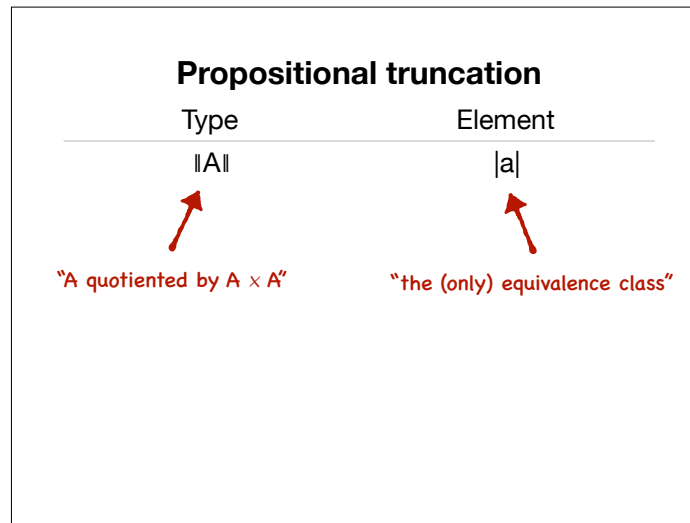 Propositional truncation
Type Element
‖A‖ |a|
“A quotiented by A × A” “the (only) equivalence class”